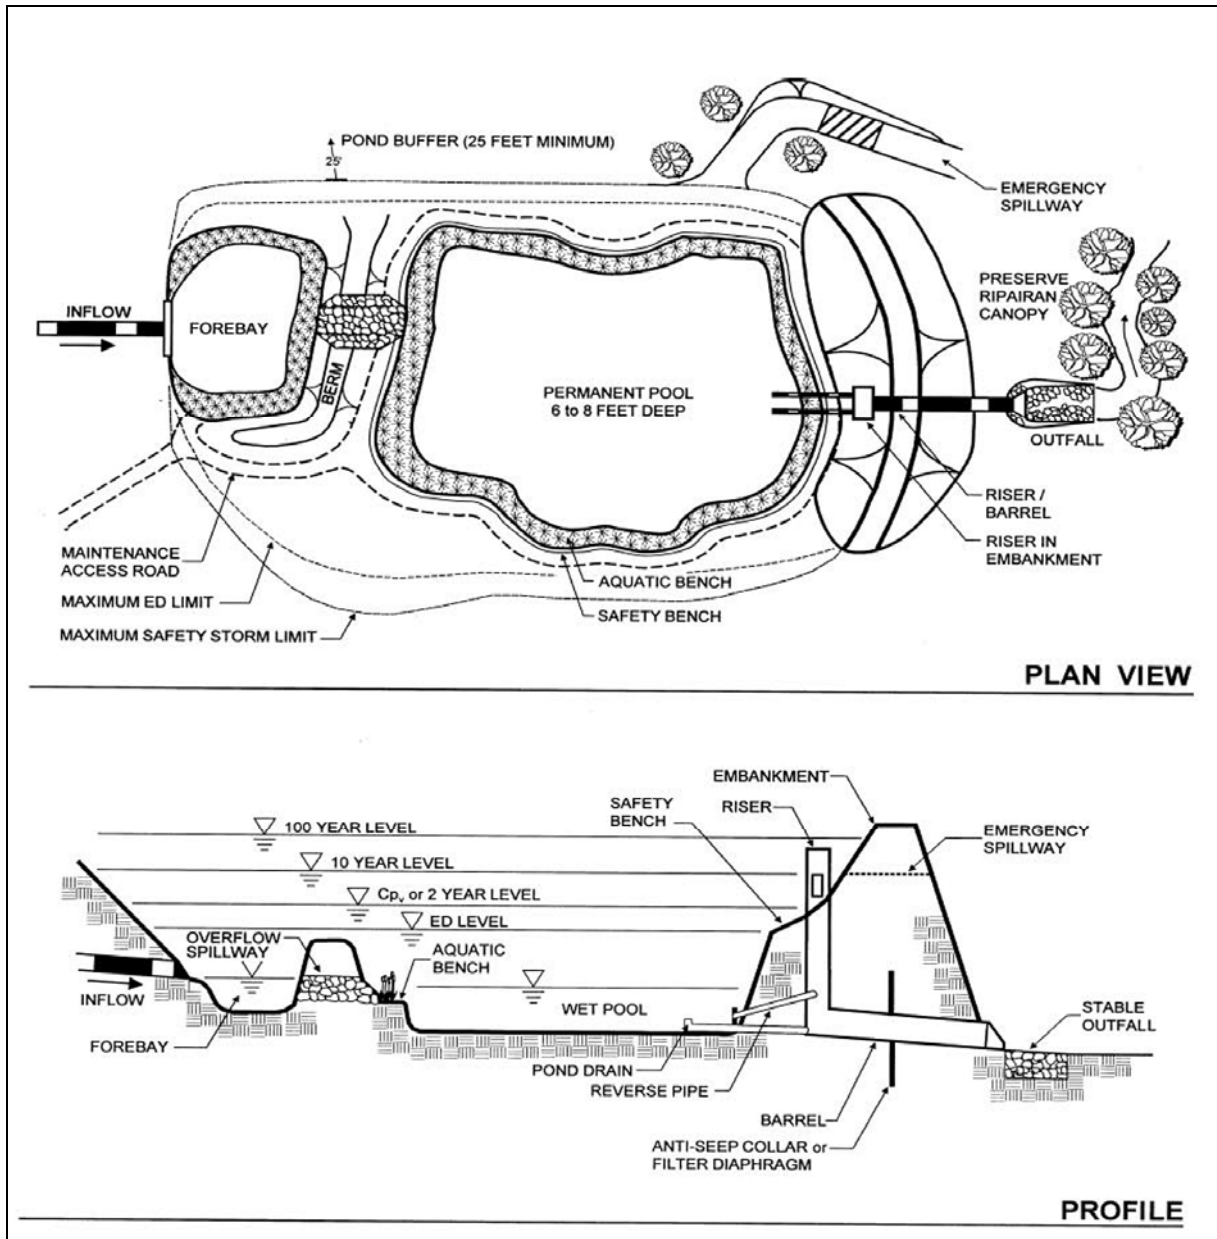 POND BUFFER (25 FEET MINIMUM)
25'
EMERGENCY
SPILLWAY
PRESERVE
RIPAIRAN
CANOPY
INFLOW
FOREBAY
BERM
PERMANENT POOL
6 to 8 FEET DEEP
OUTFALL
RISER /
BARREL
RISER IN
EMBANKMENT
MAINTENANCE
ACCESS ROAD
AQUATIC BENCH
MAXIMUM ED LIMIT
SAFETY BENCH
MAXIMUM SAFETY STORM LIMIT
PLAN VIEW
EMBANKMENT
SAFETY
BENCH
RISER
100 YEAR LEVEL
EMERGENCY
SPILLWAY
10 YEAR LEVEL
Cpv or 2 YEAR LEVEL
ED LEVEL
OVERFLOW
SPILLWAY
AQUATIC
BENCH
INFLOW
WET POOL
STABLE
OUTFALL
FOREBAY
POND DRAIN
REVERSE PIPE
BARREL
ANTI-SEEP COLLAR or
FILTER DIAPHRAGM
PROFILE